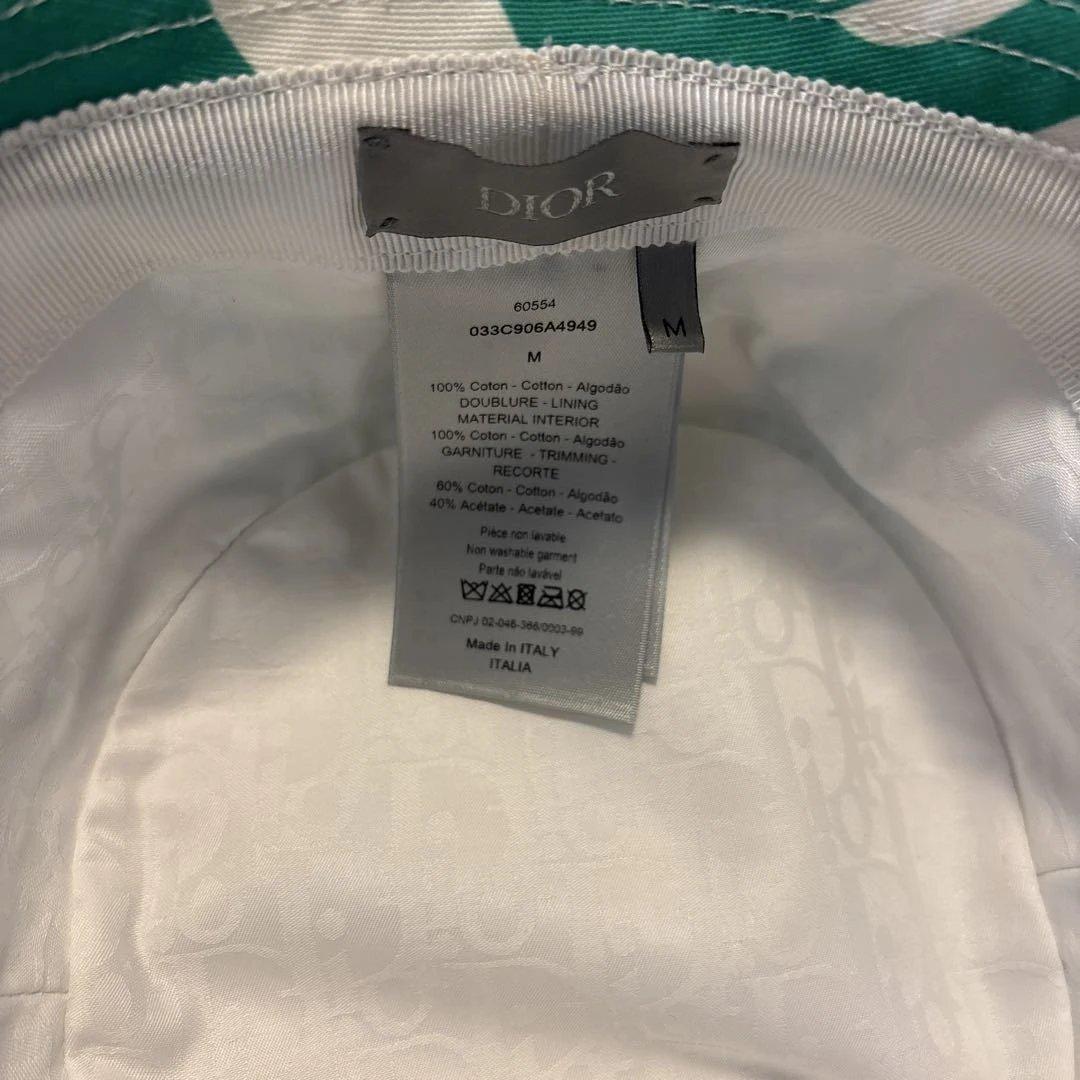 DIOR
M
60554
033C906A4949
M
100% Coton - Cotton - Algodão
DOUBLURE - LINING
MATERIAL INTERIOR
100% Coton - Cotton - Algodão
GARNITURE - TRIMMING -
RECORTE
60% Coton - Cotton - Algodão
40% Acétate - Acetate - Acetato
Pièce non lavable
Non washable garment
Parte não lavável
CNPJ 02-046-366/0003-99
Made In ITALY
ITALIA
Dior